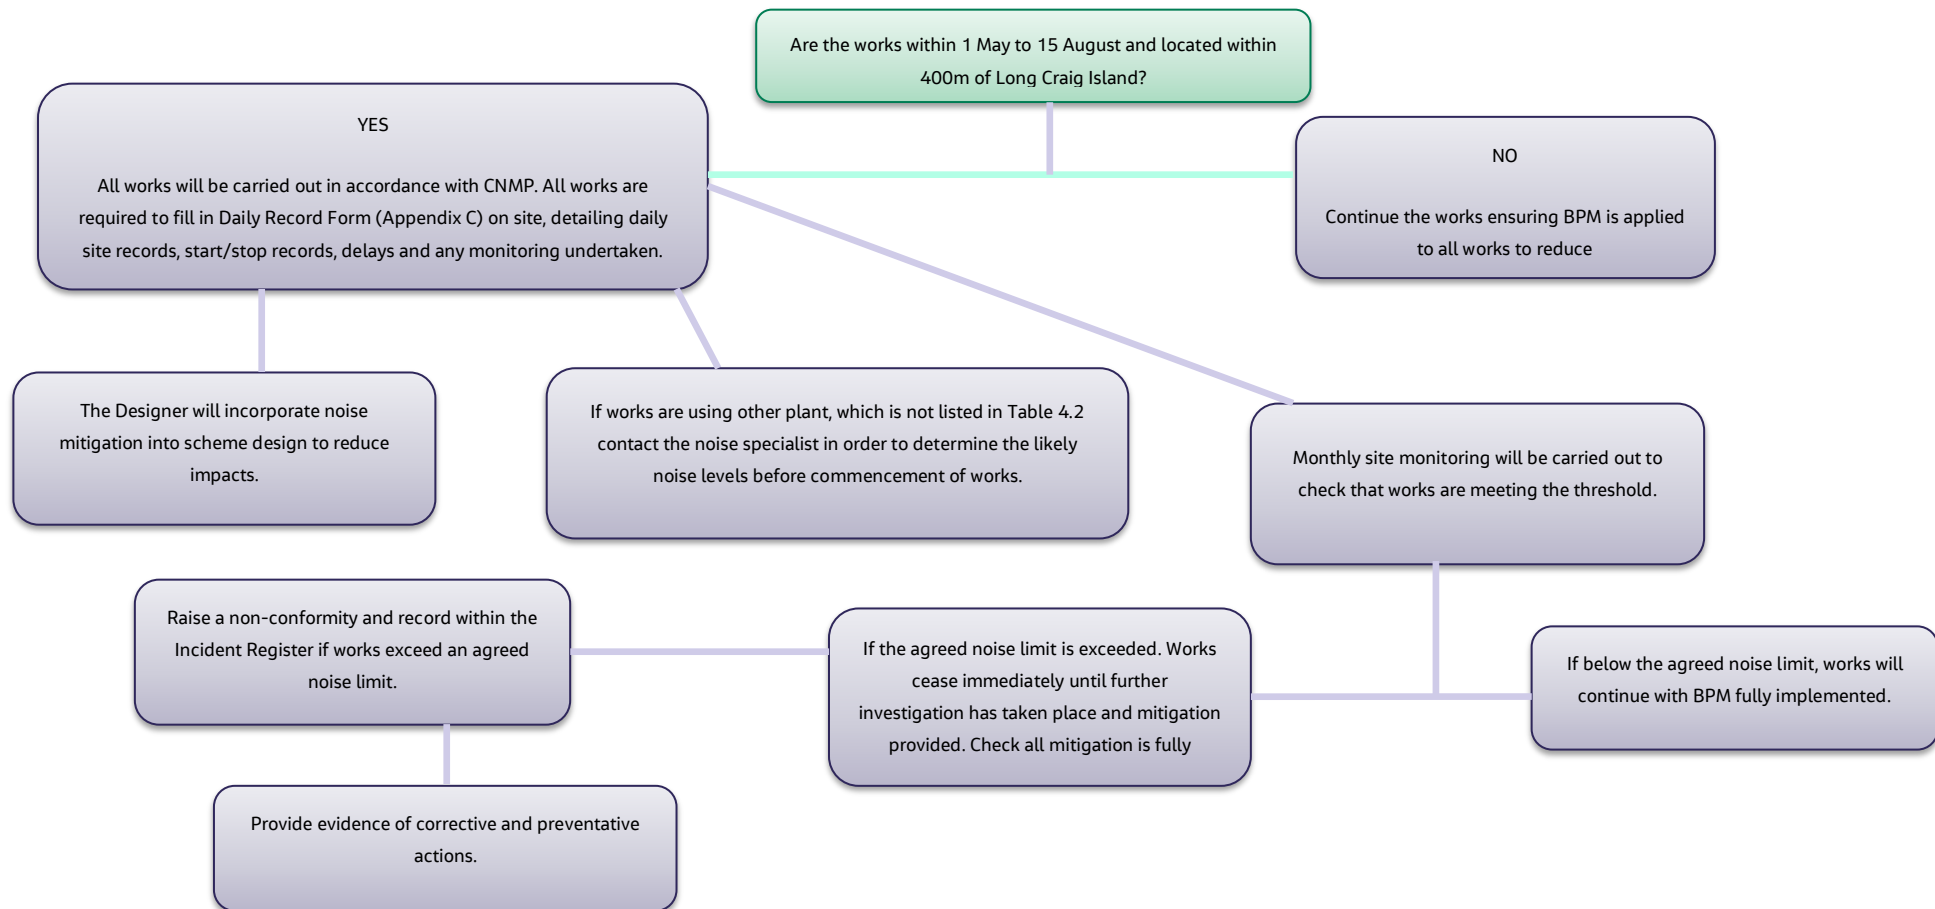 Are the works within 1 May to 15 August and located within
400m of Long Craig Island?
YES
All works will be carried out in accordance with CNMP. All works are
required to fill in Daily Record Form (Appendix C) on site, detailing daily
site records, start/stop records, delays and any monitoring undertaken.
NO
Continue the works ensuring BPM is applied
to all works to reduce
The Designer will incorporate noise
mitigation into scheme design to reduce
impacts.
If works are using other plant, which is not listed in Table 4.2
contact the noise specialist in order to determine the likely
noise levels before commencement of works.
Monthly site monitoring will be carried out to
check that works are meeting the threshold.
Raise a non-conformity and record within the
Incident Register if works exceed an agreed
noise limit.
If the agreed noise limit is exceeded. Works
cease immediately until further
investigation has taken place and mitigation
provided. Check all mitigation is fully
If below the agreed noise limit, works will
continue with BPM fully implemented.
Provide evidence of corrective and preventative
actions.